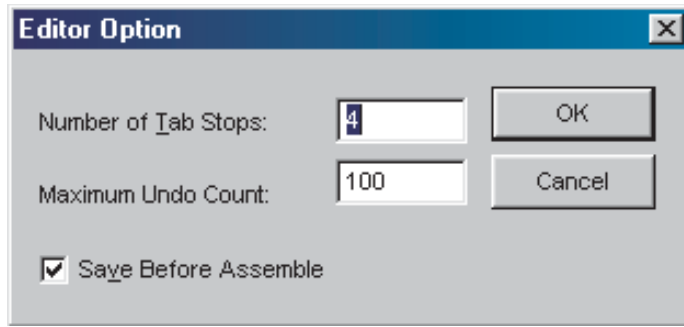 Editor Option
Number of Tab Stops: 4 OK
Maximum Undo Count: 100 Cancel
Save Before Assemble